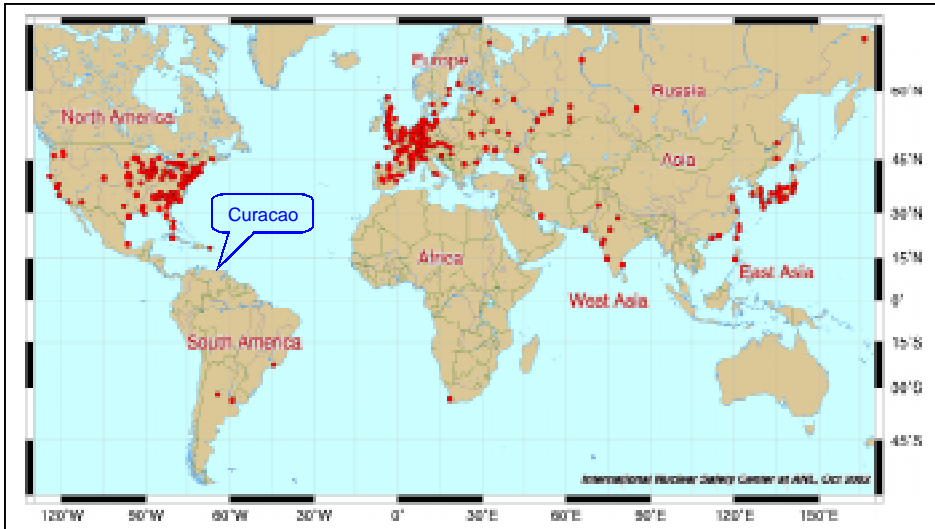 Europe
Russia
North America
Asia
Curacao
Africa
East Asia
West Asia
South America
60°N
45°N
30°N
15°N
0°
15°S
30°S
45°S
International Nuclear Safety Center at ANL, Oct 2002
120°W
90°W
60°W
30°W
0°
30°E
60°E
90°E
120°E
150°E